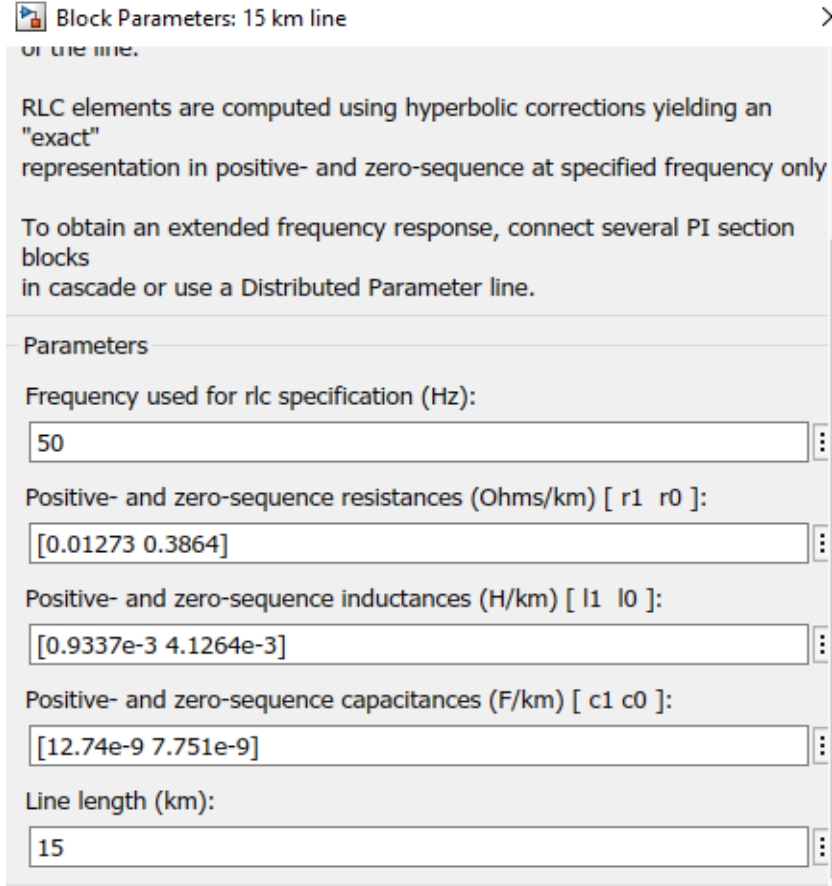 Block Parameters: 15 km line
of the line.
RLC elements are computed using hyperbolic corrections yielding an
"exact"
representation in positive- and zero-sequence at specified frequency only
To obtain an extended frequency response, connect several PI section
blocks
in cascade or use a Distributed Parameter line.
Parameters
Frequency used for rlc specification (Hz):
50
Positive- and zero-sequence resistances (Ohms/km) [ r1  r0 ]:
[0.01273 0.3864]
Positive- and zero-sequence inductances (H/km) [ l1  l0 ]:
[0.9337e-3 4.1264e-3]
Positive- and zero-sequence capacitances (F/km) [ c1 c0 ]:
[12.74e-9 7.751e-9]
Line length (km):
15